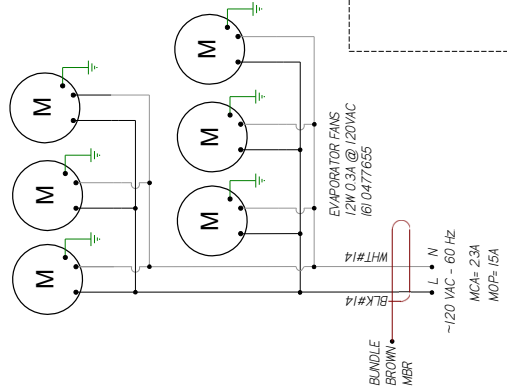 M
M
M
M
M
M
EVAPORATOR FANS
12W 0.3A @ 120VAC
161 0477655
WHT#14
BLK#14
L N
~120 VAC - 60 Hz
MCA= 2.3A
MOP= 15A
BUNDLE
BROWN
MBR